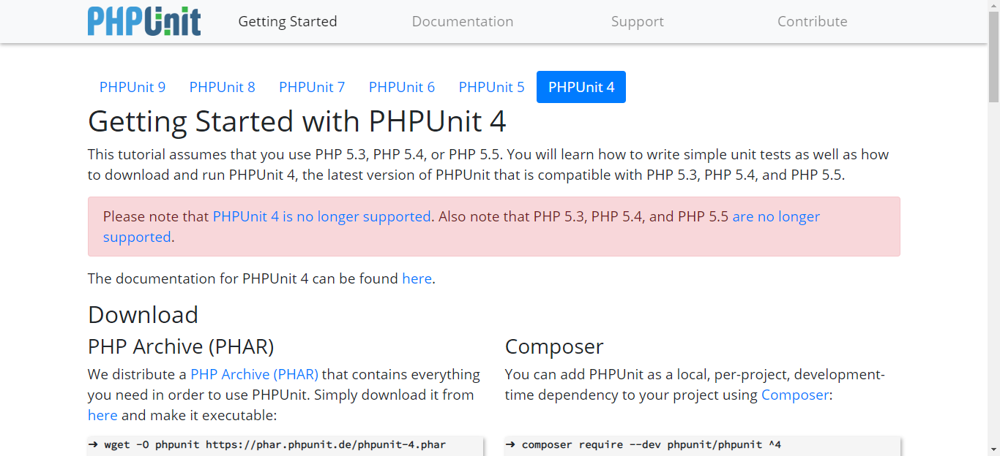 PHPUnit Getting Started Documentation Support Contribute
PHPUnit 9 PHPUnit 8 PHPUnit 7 PHPUnit 6 PHPUnit 5 PHPUnit 4
Getting Started with PHPUnit 4
This tutorial assumes that you use PHP 5.3, PHP 5.4, or PHP 5.5. You will learn how to write simple unit tests as well as how
to download and run PHPUnit 4, the latest version of PHPUnit that is compatible with PHP 5.3, PHP 5.4, and PHP 5.5.
Please note that PHPUnit 4 is no longer supported. Also note that PHP 5.3, PHP 5.4, and PHP 5.5 are no longer
supported.
The documentation for PHPUnit 4 can be found here.
Download
PHP Archive (PHAR)
We distribute a PHP Archive (PHAR) that contains everything
you need in order to use PHPUnit. Simply download it from
here and make it executable:
➜ wget -O phpunit https://phar.phpunit.de/phpunit-4.phar
Composer
You can add PHPUnit as a local, per-project, development-
time dependency to your project using Composer:
➜ composer require --dev phpunit/phpunit ^4